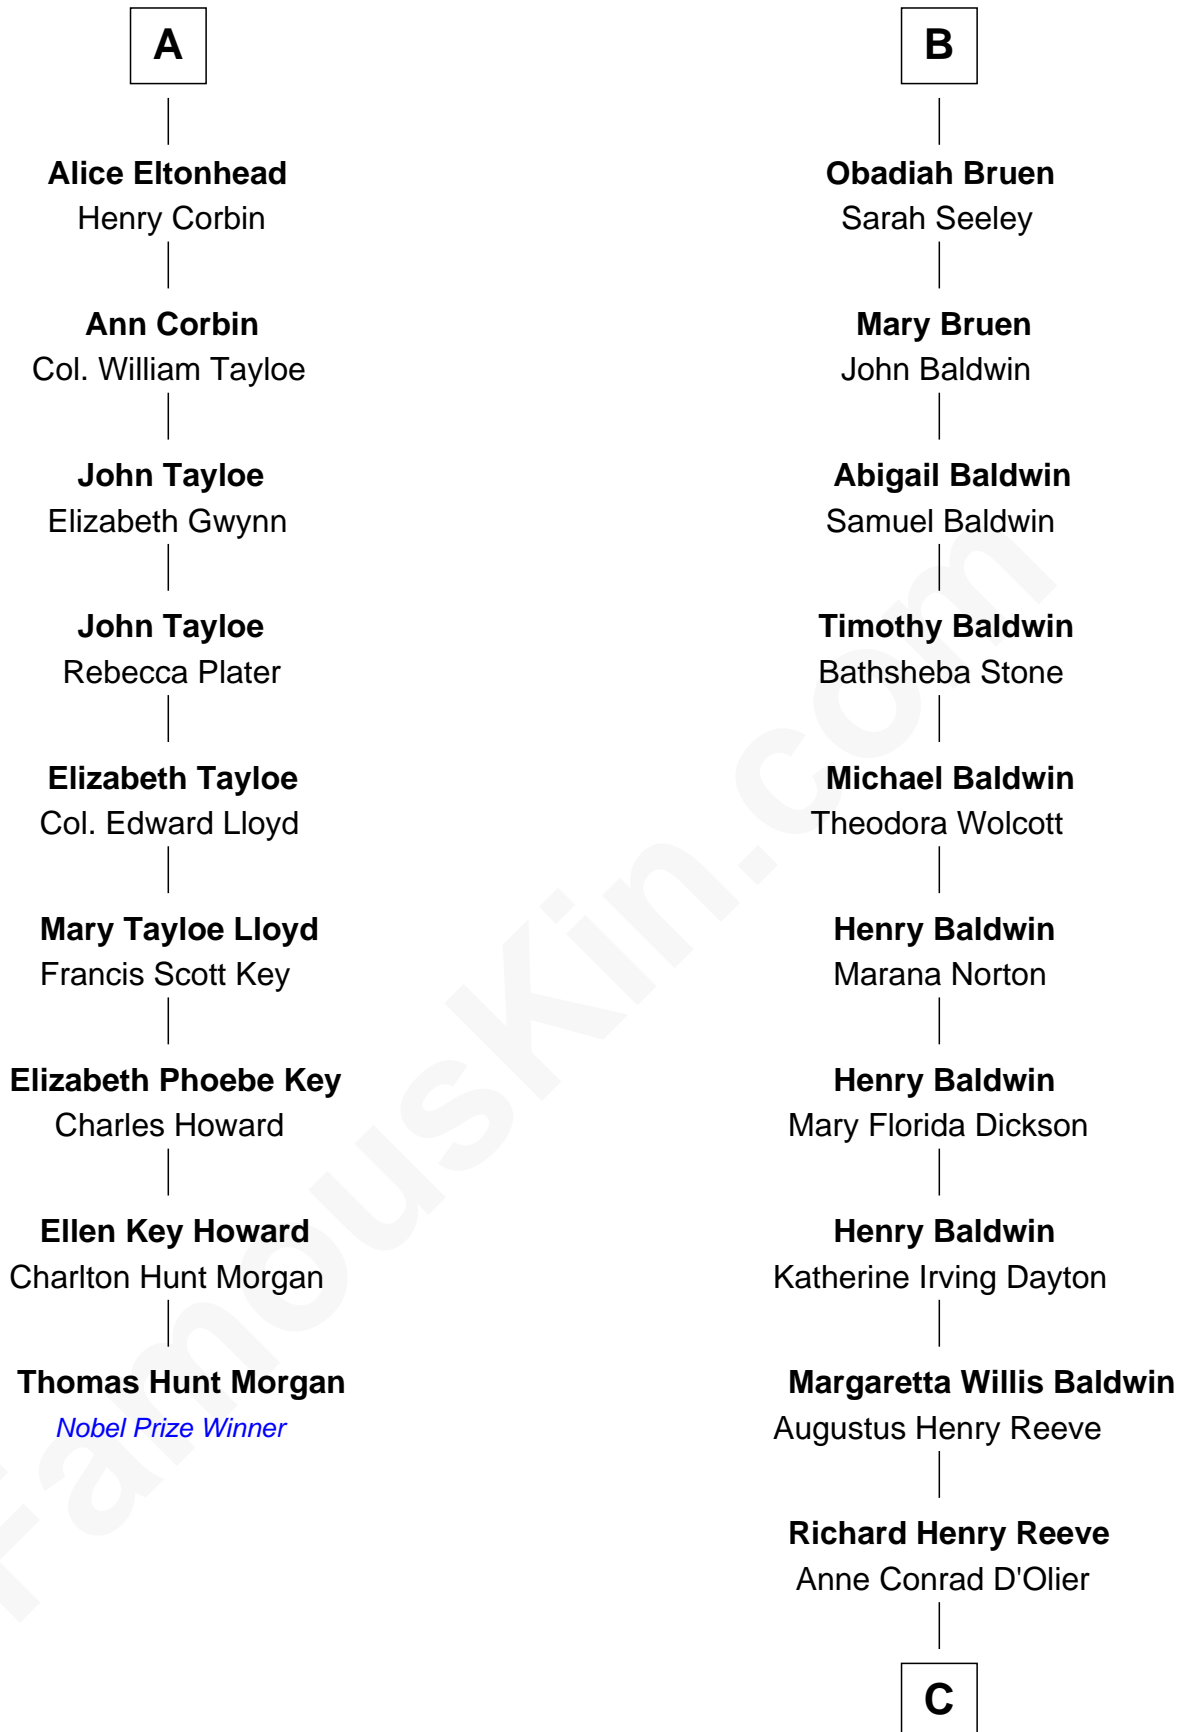 A
Alice Eltonhead
Henry Corbin
Ann Corbin
Col. William Tayloe
John Tayloe
Elizabeth Gwynn
John Tayloe
Rebecca Plater
Elizabeth Tayloe
Col. Edward Lloyd
Mary Tayloe Lloyd
Francis Scott Key
Elizabeth Phoebe Key
Charles Howard
Ellen Key Howard
Charlton Hunt Morgan
Thomas Hunt Morgan
Nobel Prize Winner
B
Obadiah Bruen
Sarah Seeley
Mary Bruen
John Baldwin
Abigail Baldwin
Samuel Baldwin
Timothy Baldwin
Bathsheba Stone
Michael Baldwin
Theodora Wolcott
Henry Baldwin
Marana Norton
Henry Baldwin
Mary Florida Dickson
Henry Baldwin
Katherine Irving Dayton
Margaretta Willis Baldwin
Augustus Henry Reeve
Richard Henry Reeve
Anne Conrad D'Olier
C
FamousKin.com